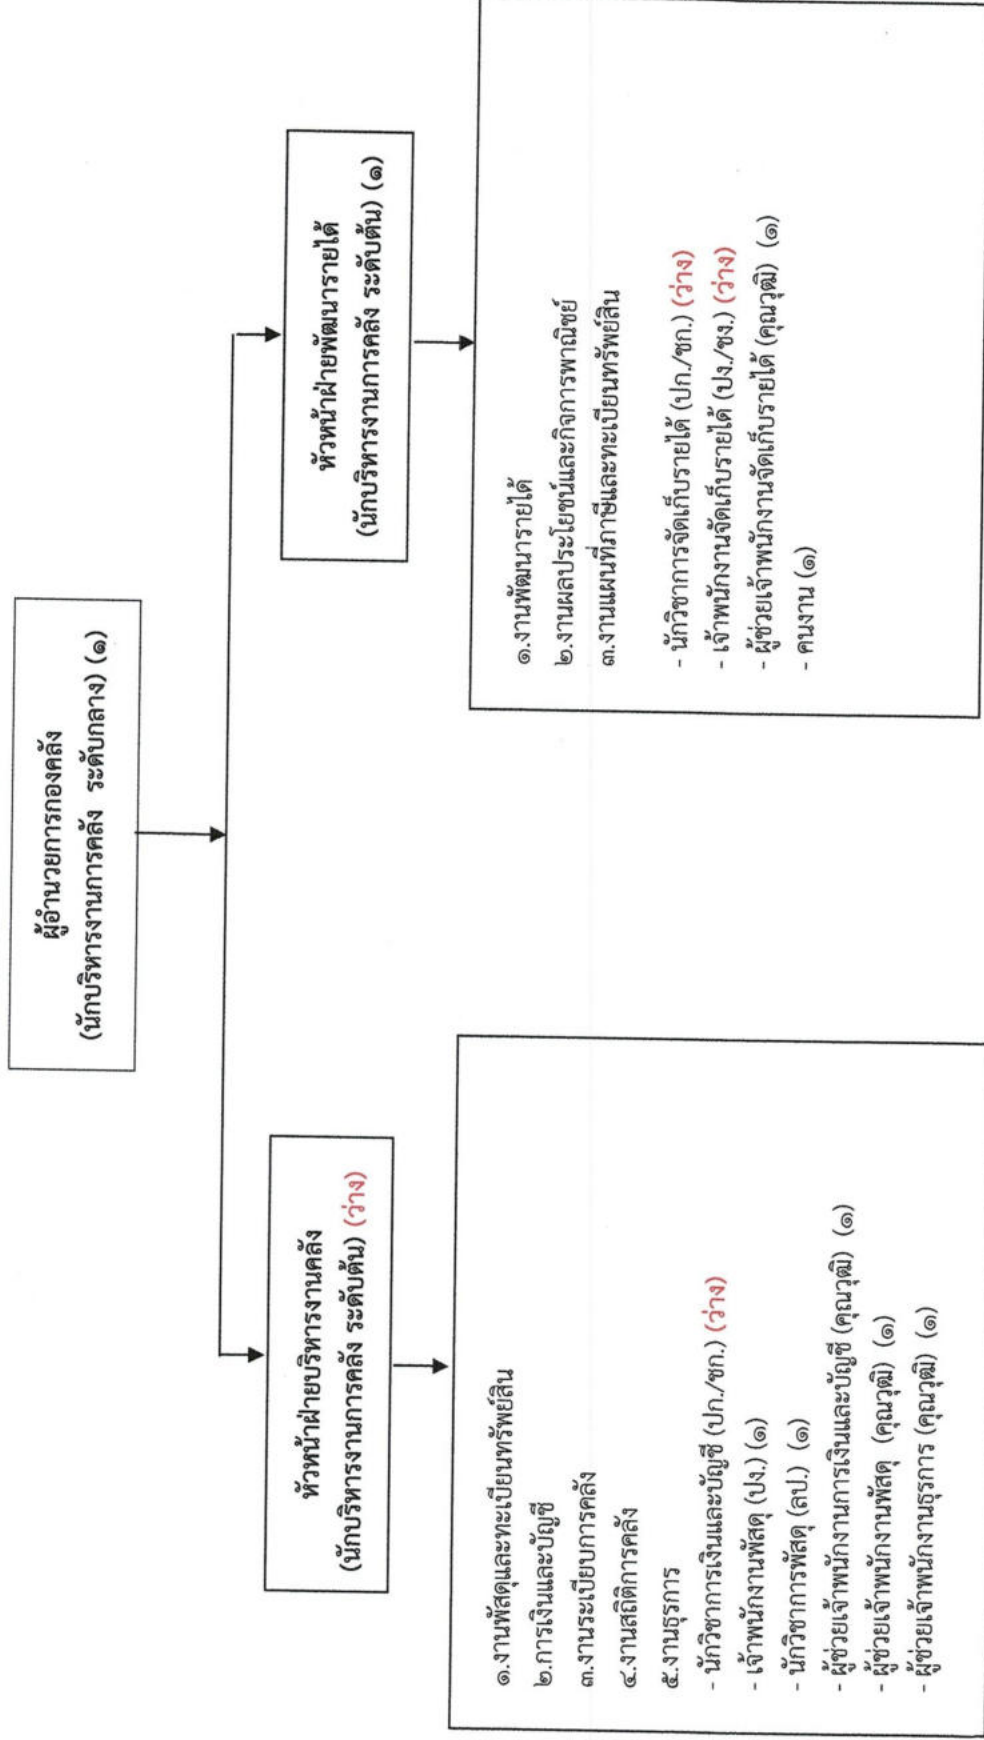 ผู้อำนวยการกองคลัง
(นักบริหารงานการคลัง ระดับกลาง) (๑)
หัวหน้าฝ่ายบริหารงานคลัง
(นักบริหารงานการคลัง ระดับต้น) (ว่าง)
๑.งานพัสดุและทะเบียนทรัพย์สิน
๒.การเงินและบัญชี
๓.งานระเบียบการคลัง
๔.งานสถิติการคลัง
๕.งานธุรการ
- นักวิชาการเงินและบัญชี (ปก./ชก.) (ว่าง)
- เจ้าพนักงานพัสดุ (ปง.) (๑)
- นักวิชาการพัสดุ (ลป.) (๑)
- ผู้ช่วยเจ้าพนักงานการเงินและบัญชี (คุณวุฒิ) (๑)
- ผู้ช่วยเจ้าพนักงานพัสดุ (คุณวุฒิ) (๑)
- ผู้ช่วยเจ้าพนักงานธุรการ (คุณวุฒิ) (๑)
หัวหน้าฝ่ายพัฒนารายได้
(นักบริหารงานการคลัง ระดับต้น) (๑)
๑.งานพัฒนารายได้
๒.งานผลประโยชน์และกิจการพาณิชย์
๓.งานแผนที่ภาษีและทะเบียนทรัพย์สิน
- นักวิชาการจัดเก็บรายได้ (ปก./ชก.) (ว่าง)
- เจ้าพนักงานจัดเก็บรายได้ (ปง./ชง.) (ว่าง)
- ผู้ช่วยเจ้าพนักงานจัดเก็บรายได้ (คุณวุฒิ) (๑)
- คนงาน (๑)